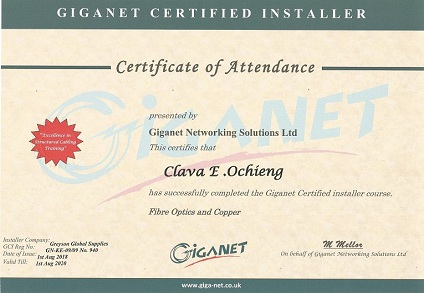 GIGANET CERTIFIED INSTALLER
Certificate of Attendance
GIGANET
presented by
Giganet Networking Solutions Ltd
This certifies that
"Excellence in
Structured Cabling
Training"
Clava E .Ochieng
has successfully completed the Giganet Certified installer course.
Fibre Optics and Copper
Installer Company Greyson Global Supplies
GCI Reg No: GN-KE-09/09 No. 940
Date of Issue: 1st Aug 2018
Valid Till: 1st Aug 2020
GIGANET
M Mellor
On behalf of Giganet Networking Solutions Ltd
www.giga-net.co.uk